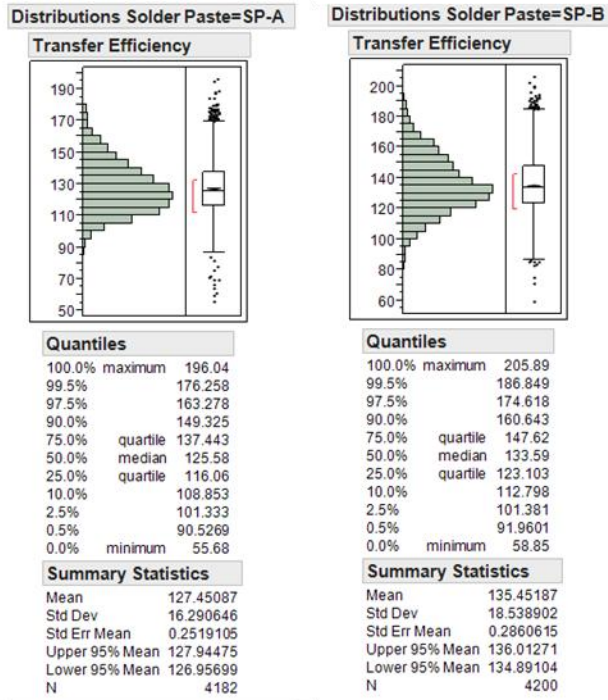 Distributions Solder Paste=SP-A
Transfer Efficiency
190
170
150
130
110
90
70
50
Quantiles
100.0% maximum 196.04
99.5% 176.258
97.5% 163.278
90.0% 149.325
75.0% quartile 137.443
50.0% median 125.58
25.0% quartile 116.06
10.0% 108.853
2.5% 101.333
0.5% 90.5269
0.0% minimum 55.68
Summary Statistics
Mean 127.45087
Std Dev 16.290646
Std Err Mean 0.2519105
Upper 95% Mean 127.94475
Lower 95% Mean 126.95699
N 4182
Distributions Solder Paste=SP-B
Transfer Efficiency
200
180
160
140
120
100
80
60
Quantiles
100.0% maximum 205.89
99.5% 186.849
97.5% 174.618
90.0% 160.643
75.0% quartile 147.62
50.0% median 133.59
25.0% quartile 123.103
10.0% 112.798
2.5% 101.381
0.5% 91.9601
0.0% minimum 58.85
Summary Statistics
Mean 135.45187
Std Dev 18.538902
Std Err Mean 0.2860615
Upper 95% Mean 136.01271
Lower 95% Mean 134.89104
N 4200